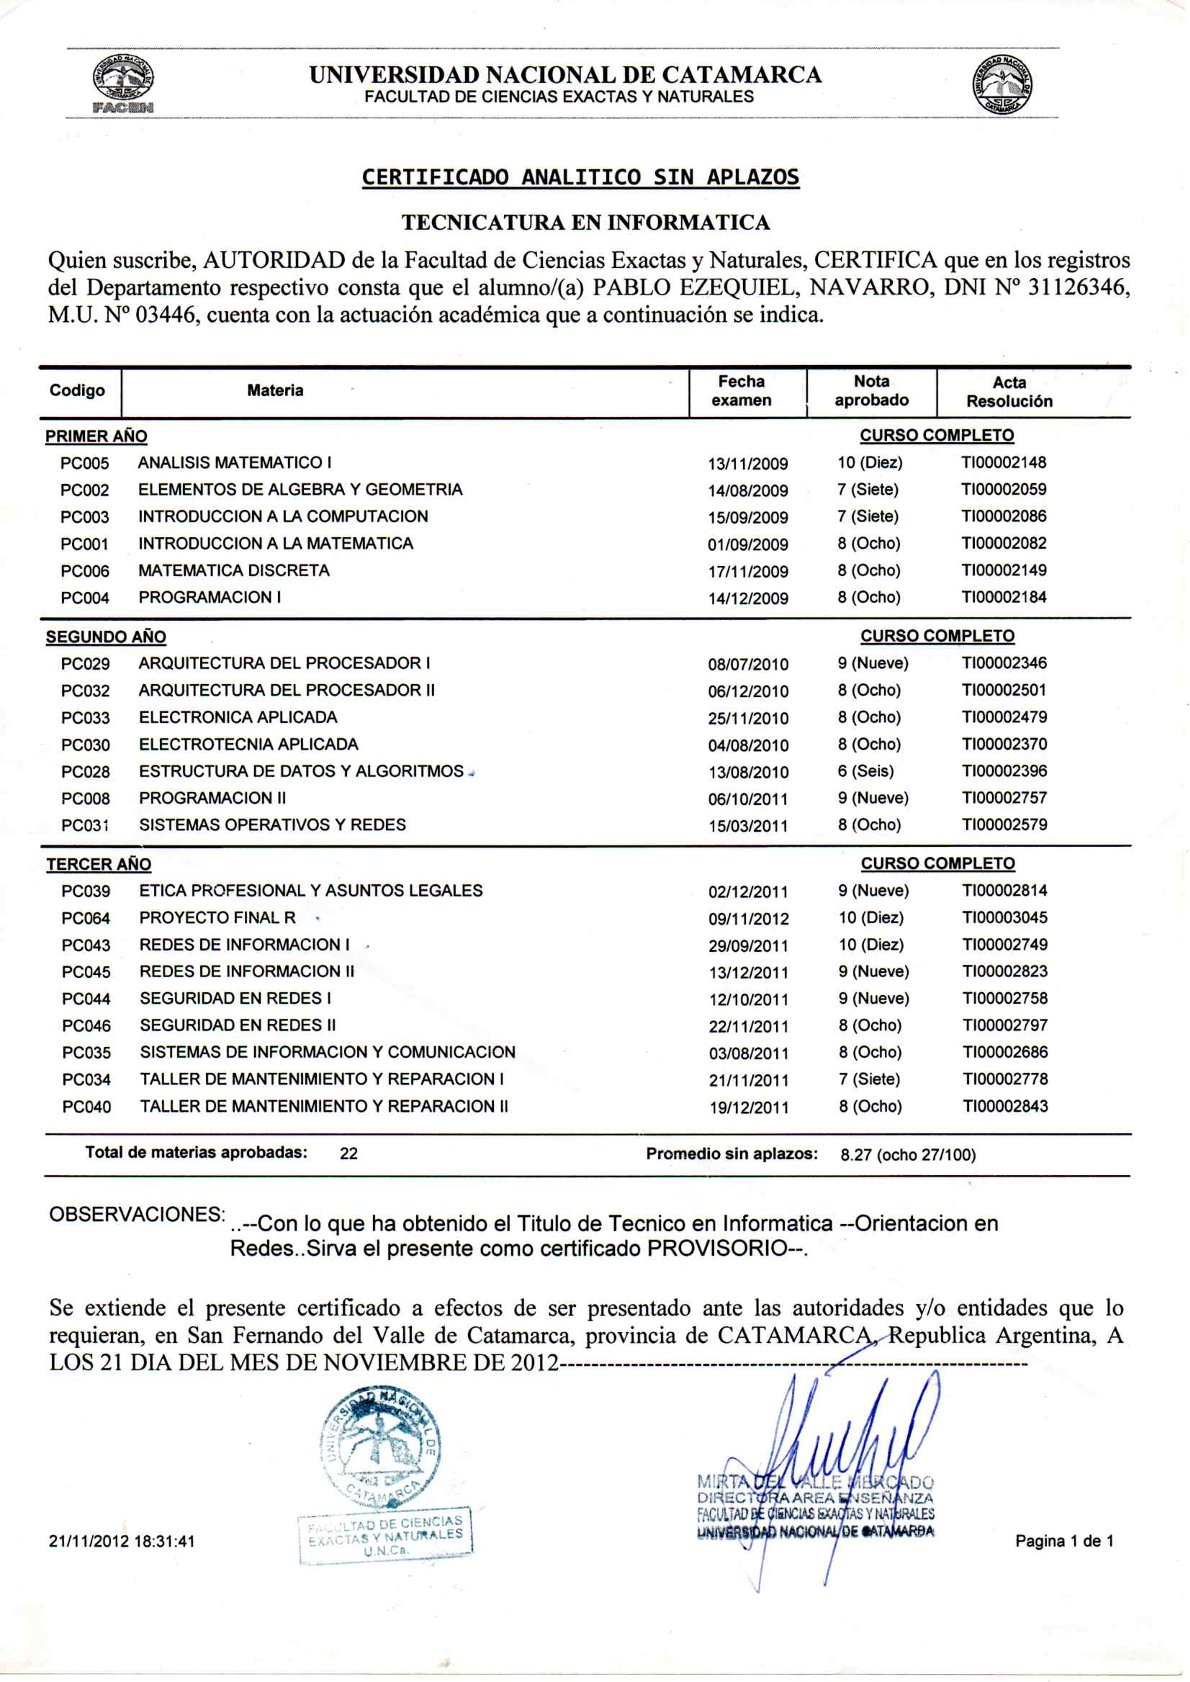 UNIVERSIDAD NACIONAL DE CATAMARCA
FACULTAD DE CIENCIAS EXACTAS Y NATURALES
FACEN
CERTIFICADO ANALITICO SIN APLAZOS
TECNICATURA EN INFORMATICA
Quien suscribe, AUTORIDAD de la Facultad de Ciencias Exactas y Naturales, CERTIFICA que en los registros
del Departamento respectivo consta que el alumno/(a) PABLO EZEQUIEL, NAVARRO, DNI Nº 31126346,
M.U. Nº 03446, cuenta con la actuación académica que a continuación se indica.
Codigo Materia Fecha examen Nota aprobado Acta Resolución
PRIMER AÑO CURSO COMPLETO
PC005 ANALISIS MATEMATICO I 13/11/2009 10 (Diez) TI00002148
PC002 ELEMENTOS DE ALGEBRA Y GEOMETRIA 14/08/2009 7 (Siete) TI00002059
PC003 INTRODUCCION A LA COMPUTACION 15/09/2009 7 (Siete) TI00002086
PC001 INTRODUCCION A LA MATEMATICA 01/09/2009 8 (Ocho) TI00002082
PC006 MATEMATICA DISCRETA 17/11/2009 8 (Ocho) TI00002149
PC004 PROGRAMACION I 14/12/2009 8 (Ocho) TI00002184
SEGUNDO AÑO CURSO COMPLETO
PC029 ARQUITECTURA DEL PROCESADOR I 08/07/2010 9 (Nueve) TI00002346
PC032 ARQUITECTURA DEL PROCESADOR II 06/12/2010 8 (Ocho) TI00002501
PC033 ELECTRONICA APLICADA 25/11/2010 8 (Ocho) TI00002479
PC030 ELECTROTECNIA APLICADA 04/08/2010 8 (Ocho) TI00002370
PC028 ESTRUCTURA DE DATOS Y ALGORITMOS 13/08/2010 6 (Seis) TI00002396
PC008 PROGRAMACION II 06/10/2011 9 (Nueve) TI00002757
PC031 SISTEMAS OPERATIVOS Y REDES 15/03/2011 8 (Ocho) TI00002579
TERCER AÑO CURSO COMPLETO
PC039 ETICA PROFESIONAL Y ASUNTOS LEGALES 02/12/2011 9 (Nueve) TI00002814
PC064 PROYECTO FINAL R 09/11/2012 10 (Diez) TI00003045
PC043 REDES DE INFORMACION I 29/09/2011 10 (Diez) TI00002749
PC045 REDES DE INFORMACION II 13/12/2011 9 (Nueve) TI00002823
PC044 SEGURIDAD EN REDES I 12/10/2011 9 (Nueve) TI00002758
PC046 SEGURIDAD EN REDES II 22/11/2011 8 (Ocho) TI00002797
PC035 SISTEMAS DE INFORMACION Y COMUNICACION 03/08/2011 8 (Ocho) TI00002686
PC034 TALLER DE MANTENIMIENTO Y REPARACION I 21/11/2011 7 (Siete) TI00002778
PC040 TALLER DE MANTENIMIENTO Y REPARACION II 19/12/2011 8 (Ocho) TI00002843
Total de materias aprobadas: 22 Promedio sin aplazos: 8.27 (ocho 27/100)
OBSERVACIONES: ..--Con lo que ha obtenido el Titulo de Tecnico en Informatica --Orientacion en
Redes..Sirva el presente como certificado PROVISORIO--.
Se extiende el presente certificado a efectos de ser presentado ante las autoridades y/o entidades que lo
requieran, en San Fernando del Valle de Catamarca, provincia de CATAMARCA, Republica Argentina, A
LOS 21 DIA DEL MES DE NOVIEMBRE DE 2012------------------------------------------------------------
UNIVERSIDAD NACIONAL DE CATAMARCA
FACULTAD DE CIENCIAS
EXACTAS Y NATURALES
U.N.Ca.
MIRTA DEL VALLE MERCADO
DIRECTORA AREA ENSEÑANZA
FACULTAD DE CIENCIAS EXACTAS Y NATURALES
UNIVERSIDAD NACIONAL DE CATAMARCA
21/11/2012 18:31:41 Pagina 1 de 1